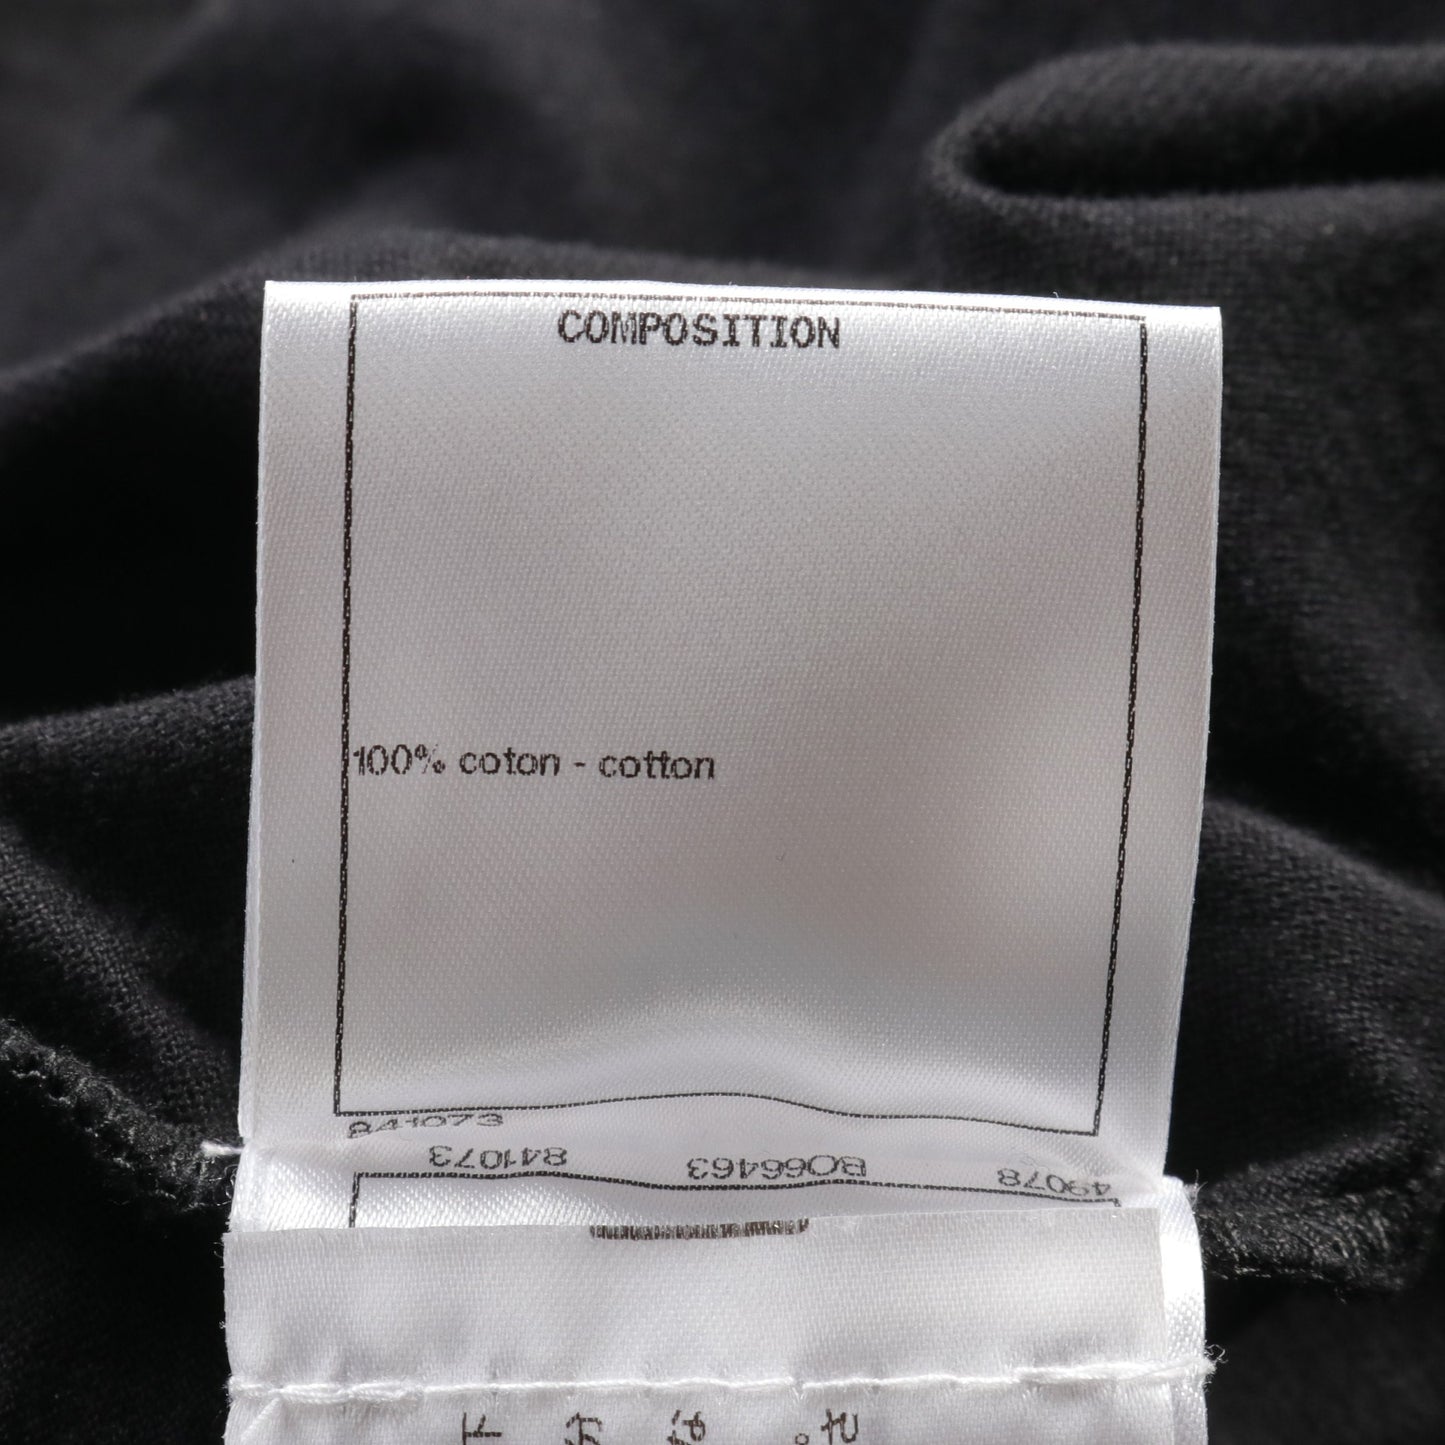 COMPOSITION
100% coton - cotton
841073
841073 BO66463 49078